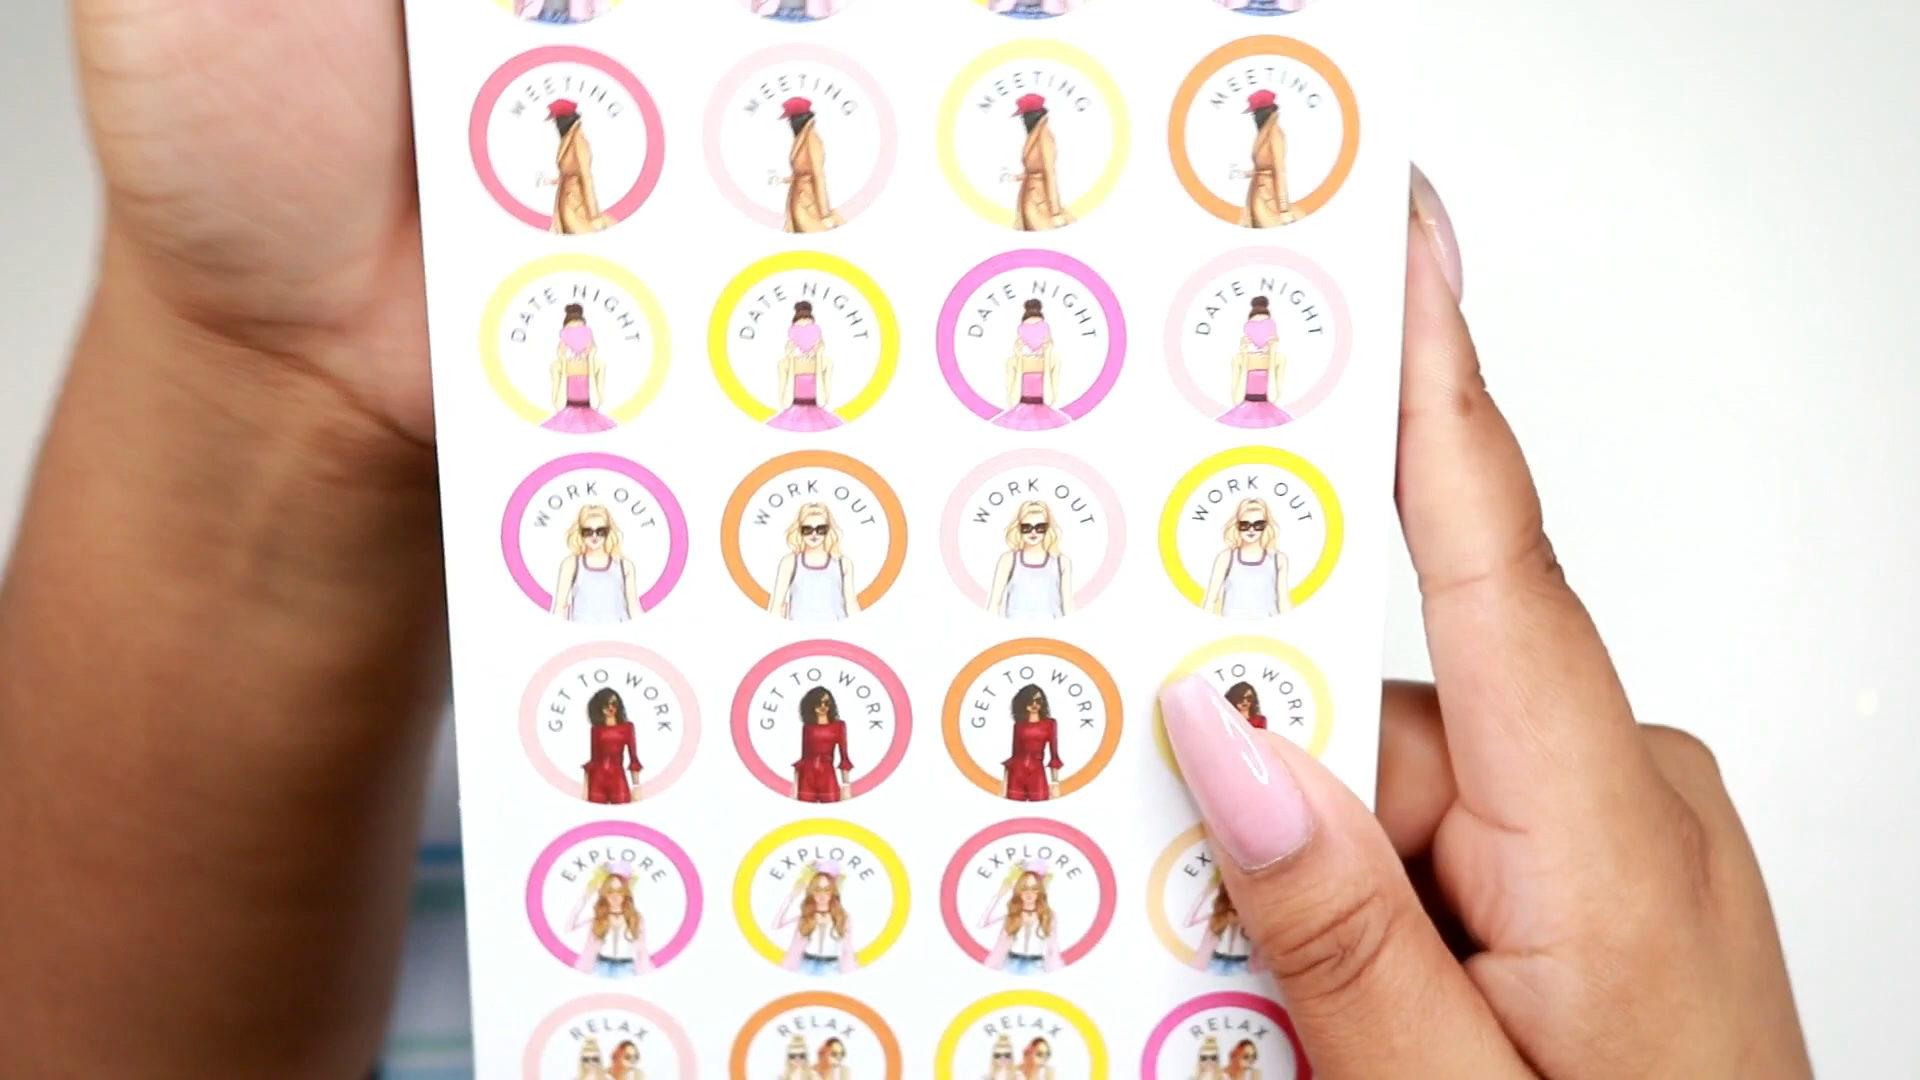 MEETING MEETING MEETING MEETING
DATE NIGHT DATE NIGHT DATE NIGHT DATE NIGHT
WORK OUT WORK OUT WORK OUT WORK OUT
GET TO WORK GET TO WORK GET TO WORK TO WORK
EXPLORE EXPLORE EXPLORE EX
RELAX RELAX RELAX RELAX